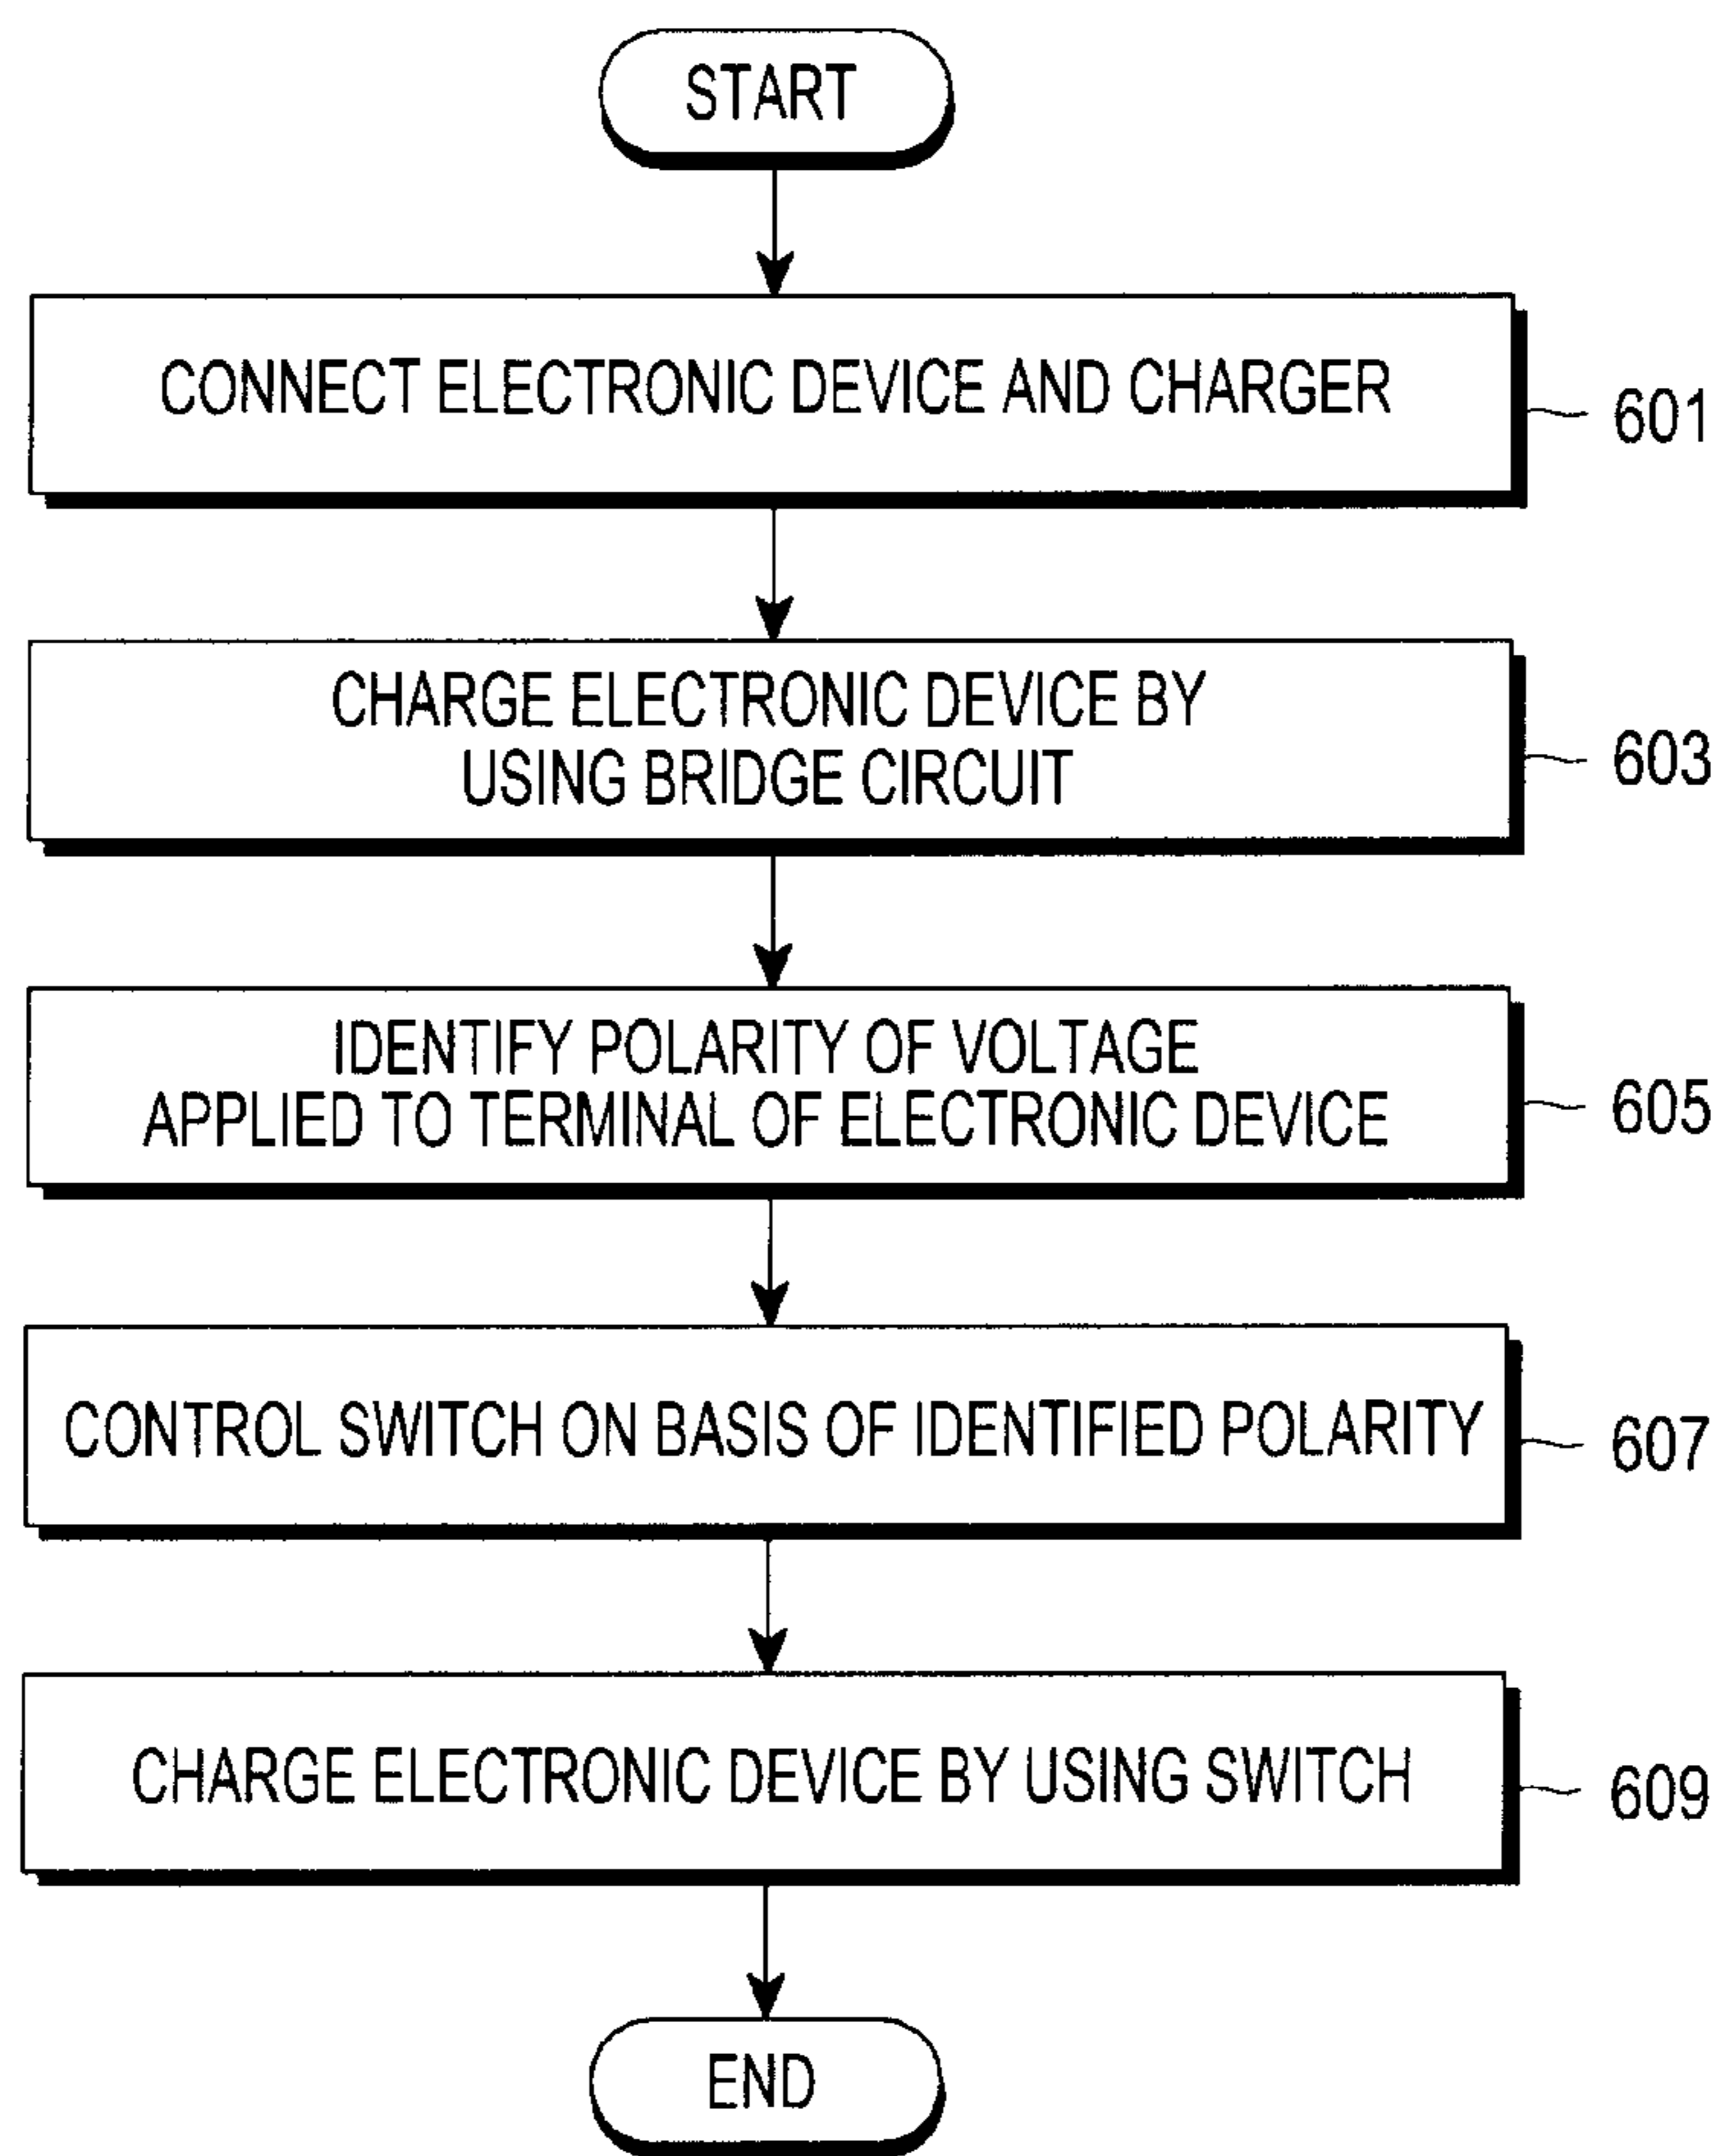 START
CONNECT ELECTRONIC DEVICE AND CHARGER
601
CHARGE ELECTRONIC DEVICE BY
USING BRIDGE CIRCUIT
603
IDENTIFY POLARITY OF VOLTAGE
APPLIED TO TERMINAL OF ELECTRONIC DEVICE
605
CONTROL SWITCH ON BASIS OF IDENTIFIED POLARITY
607
CHARGE ELECTRONIC DEVICE BY USING SWITCH
609
END